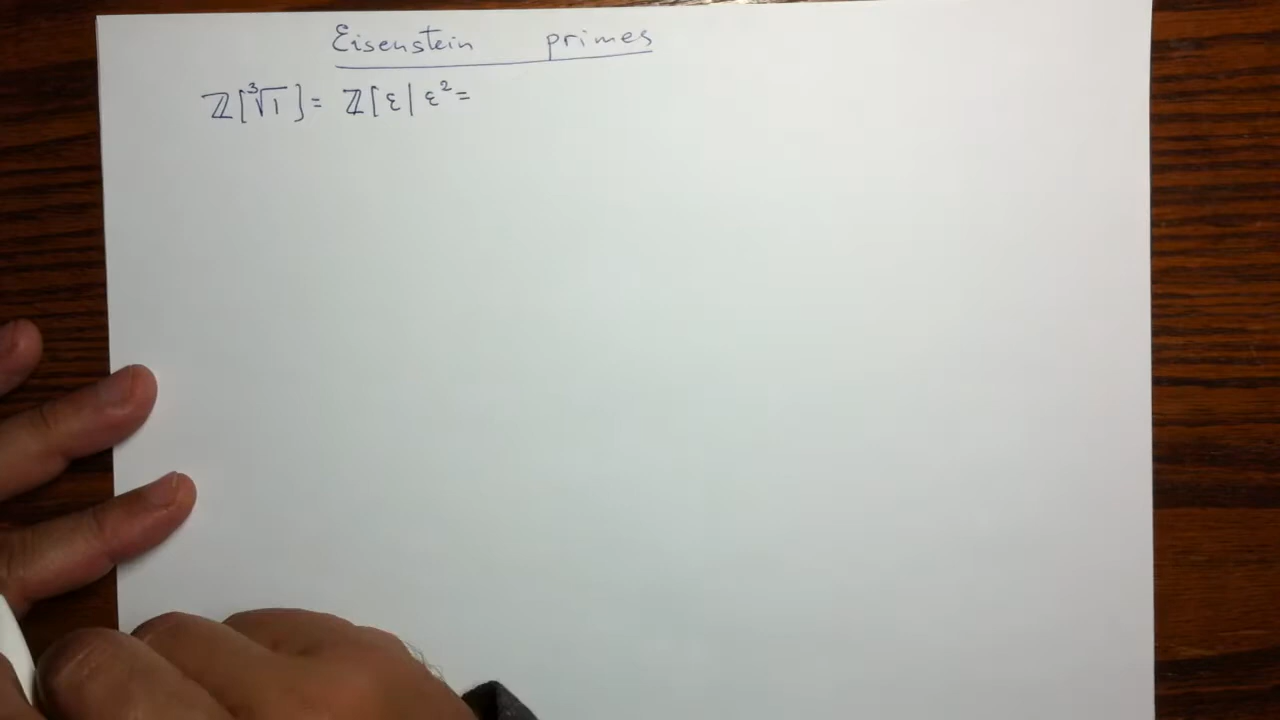 Eisenstein primes
ℤ[∛1] = ℤ[ε | ε² =